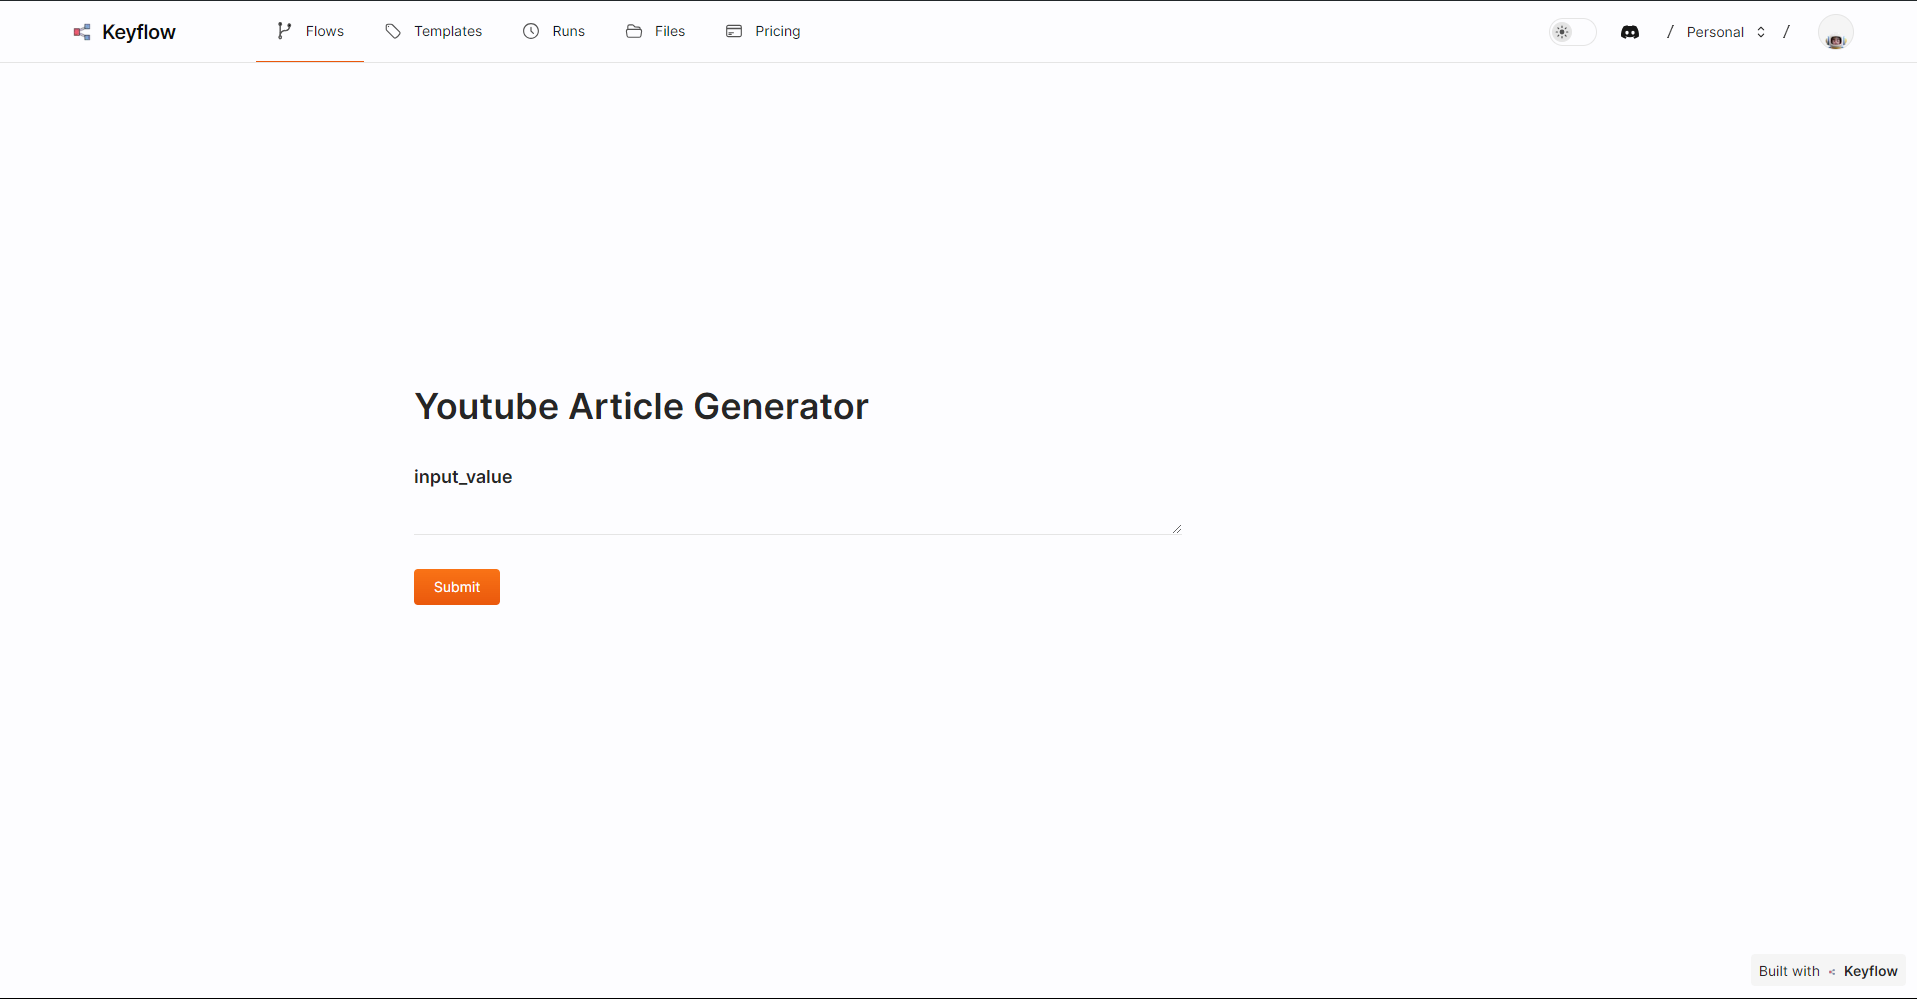 Keyflow
Flows
Templates
Runs
Files
Pricing
/ Personal /
Youtube Article Generator
input_value
Submit
Built with Keyflow